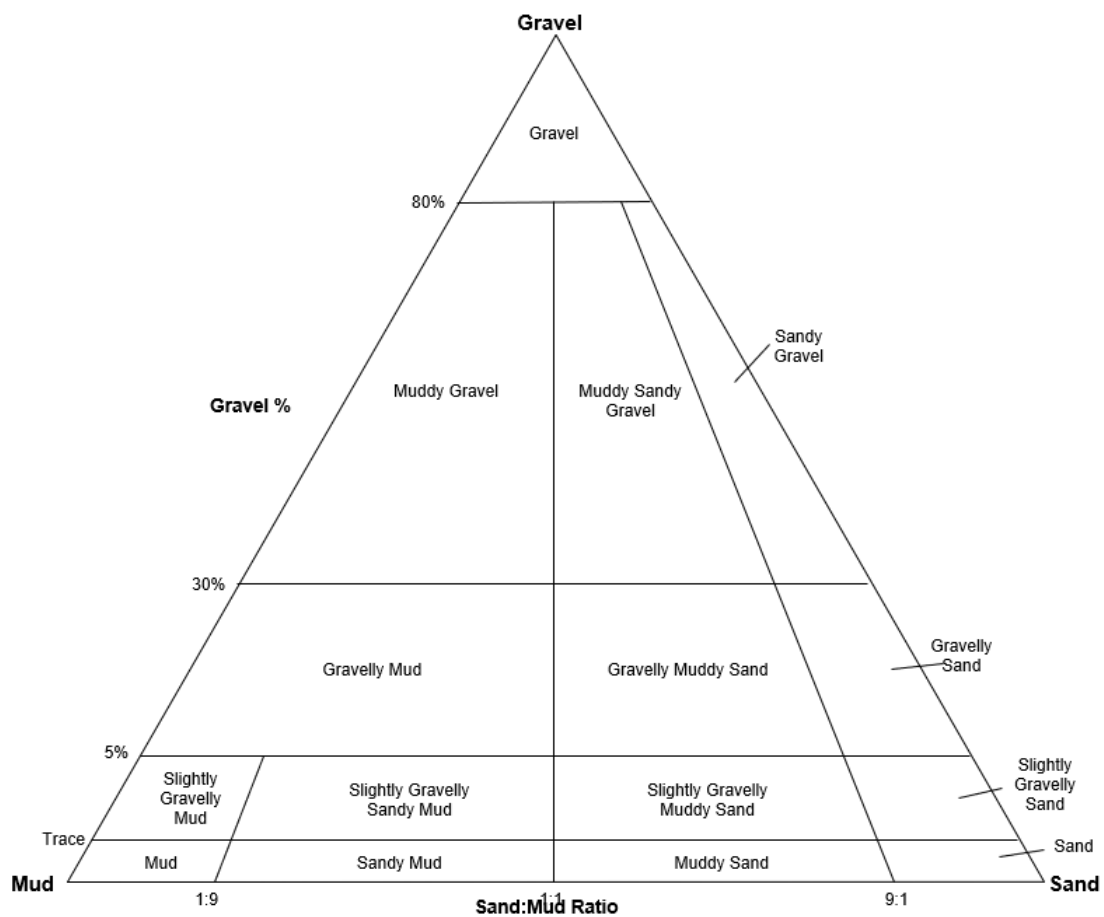 Gravel
Gravel
80%
Sandy
Gravel
Muddy Gravel
Muddy Sandy
Gravel
Gravel %
30%
Gravelly
Sand
Gravelly Mud
Gravelly Muddy Sand
5%
Slightly
Gravelly
Mud
Slightly Gravelly
Sandy Mud
Slightly Gravelly
Muddy Sand
Slightly
Gravelly
Sand
Trace
Mud
Sandy Mud
Muddy Sand
Sand
Mud
Sand
1:9
1:1
9:1
Sand:Mud Ratio